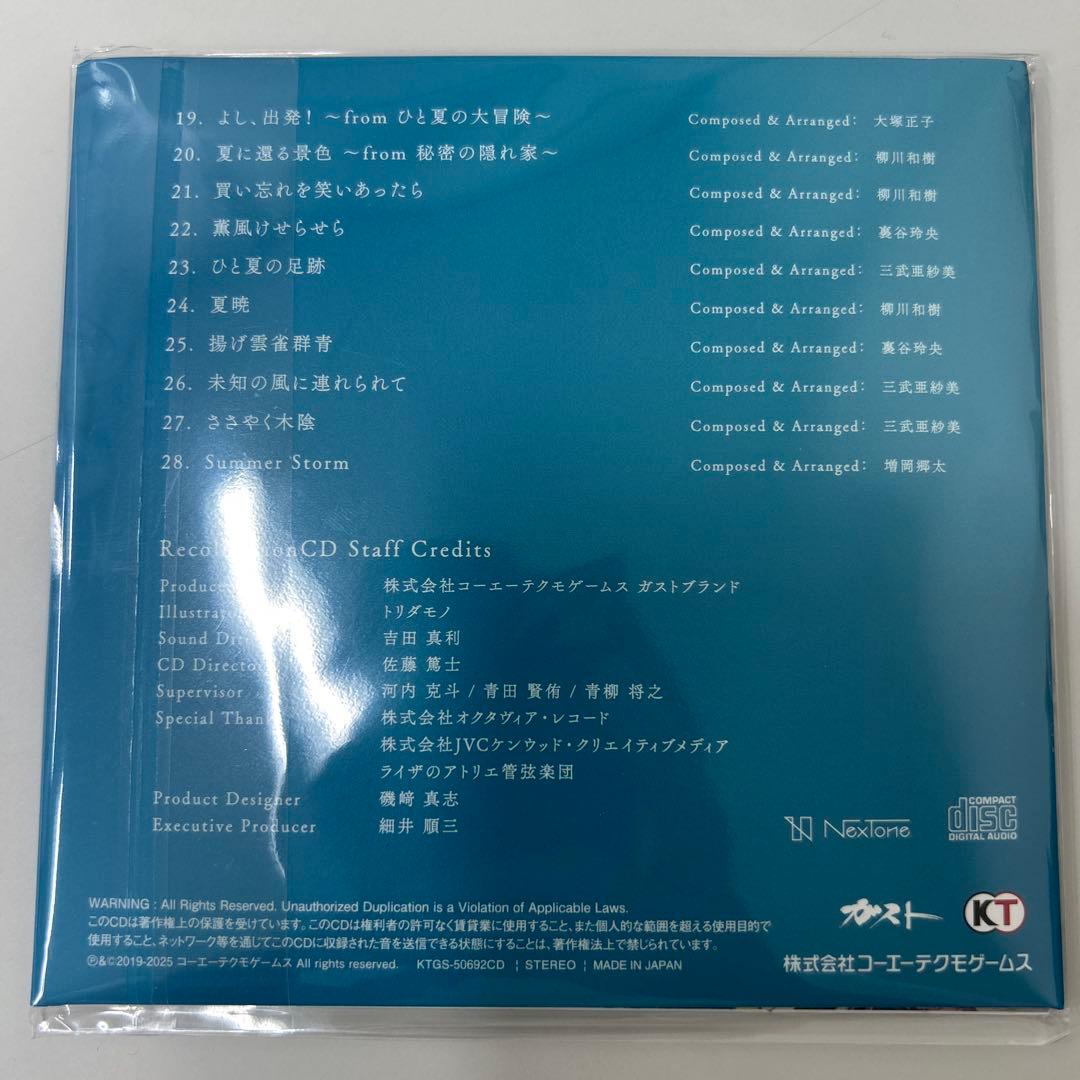 19. よし、出発！ ～from ひと夏の大冒険～ Composed & Arranged: 大塚正子
20. 夏に還る景色 ～from 秘密の隠れ家～ Composed & Arranged: 柳川和樹
21. 買い忘れを笑いあったら Composed & Arranged: 柳川和樹
22. 薫風けせらせら Composed & Arranged: 裏谷玲央
23. ひと夏の足跡 Composed & Arranged: 三武亜紗美
24. 夏暁 Composed & Arranged: 柳川和樹
25. 揚げ雲雀群青 Composed & Arranged: 裏谷玲央
26. 未知の風に連れられて Composed & Arranged: 三武亜紗美
27. ささやく木陰 Composed & Arranged: 三武亜紗美
28. Summer Storm Composed & Arranged: 増岡郷太
CD Staff Credits
株式会社コーエーテクモゲームス ガストブランド
トリダモノ
Sound 吉田 真利
CD 佐藤 篤士
Supervisor 河内 克斗 / 青田 賢侑 / 青柳 将之
Special 株式会社オクタヴィア・レコード
株式会社JVCケンウッド・クリエイティブメディア
ライザのアトリエ管弦楽団
Product Designer 磯﨑 真志
Executive Producer 細井 順三
NexTone
COMPACT
disc
DIGITAL AUDIO
WARNING : All Rights Reserved. Unauthorized Duplication is a Violation of Applicable Laws.
このCDは著作権上の保護を受けています。このCDは権利者の許可なく賃貸業に使用すること、また個人的な範囲を超える使用目的で
使用すること、ネットワーク等を通じてこのCDに収録された音を送信できる状態にすることは、著作権法上で禁じられています。
℗&©2019-2025 コーエーテクモゲームス All rights reserved. KTGS-50692CD ¦ STEREO ¦ MADE IN JAPAN
ガスト
KT
株式会社コーエーテクモゲームス